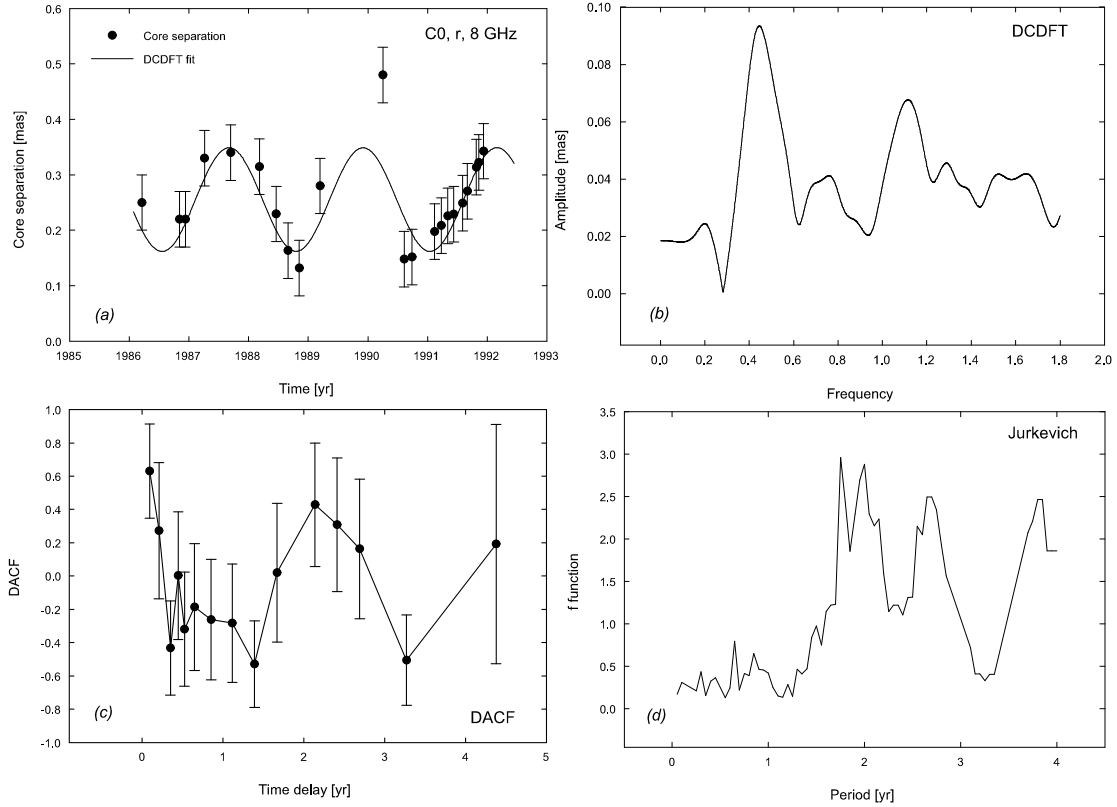 C0, r, 8 GHz
Core separation
DCDFT fit
Core separation [mas]
0.6
0.5
0.4
0.3
0.2
0.1
0.0
(a)
1985 1986 1987 1988 1989 1990 1991 1992 1993
Time [yr]
DCDFT
Amplitude [mas]
0.10
0.08
0.06
0.04
0.02
0.00
(b)
0.0 0.2 0.4 0.6 0.8 1.0 1.2 1.4 1.6 1.8 2.0
Frequency
DACF
1.0
0.8
0.6
0.4
0.2
0.0
-0.2
-0.4
-0.6
-0.8
-1.0
(c)
DACF
0 1 2 3 4 5
Time delay [yr]
Jurkevich
f function
3.5
3.0
2.5
2.0
1.5
1.0
0.5
0.0
(d)
0 1 2 3 4
Period [yr]